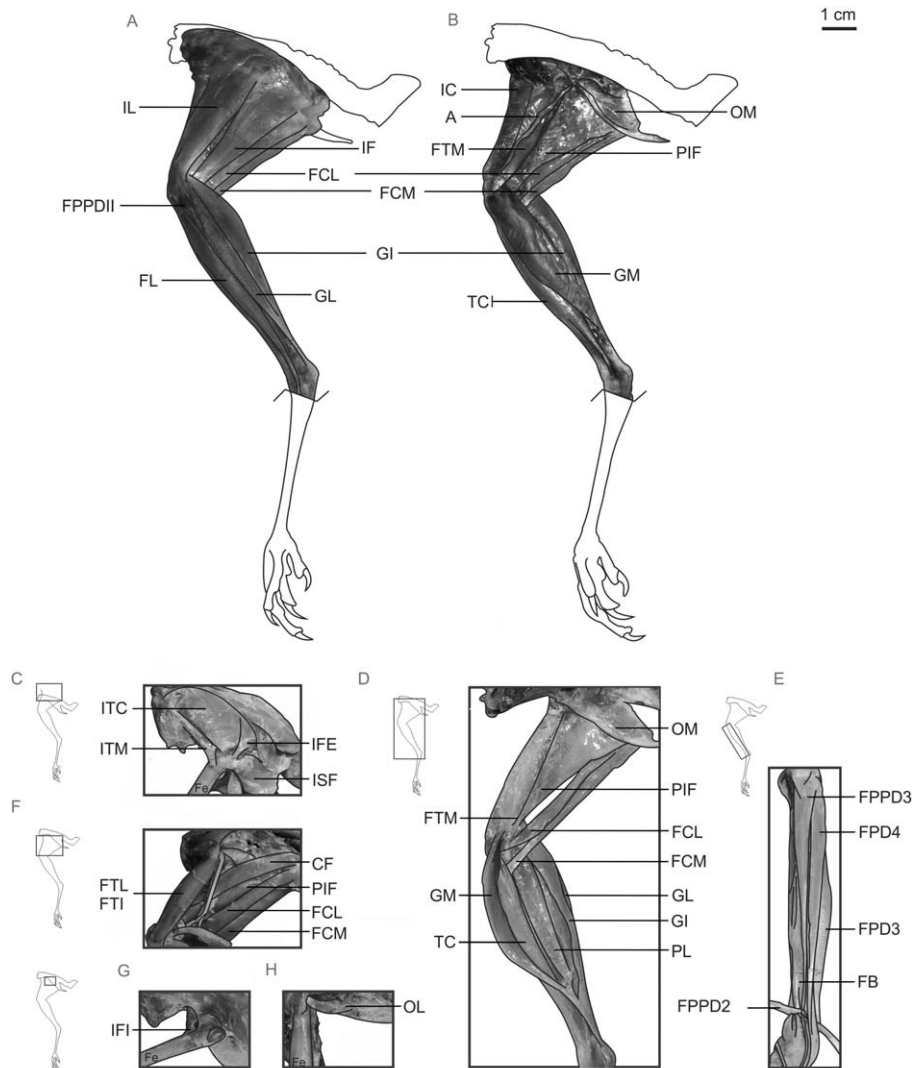 A
B
1 cm
IL
IF
FCL
FCM
FPPDII
GI
FL
GL
IC
A
FTM
OM
PIF
GM
TCI
C
ITC
ITM
IFE
ISF
Fe
D
OM
PIF
FTM
FCL
FCM
GM
GL
GI
TC
PL
E
FPPD3
FPD4
FPD3
FB
FPPD2
F
CF
FTL
FTI
PIF
FCL
FCM
G
IFI
Fe
H
OL
Fe